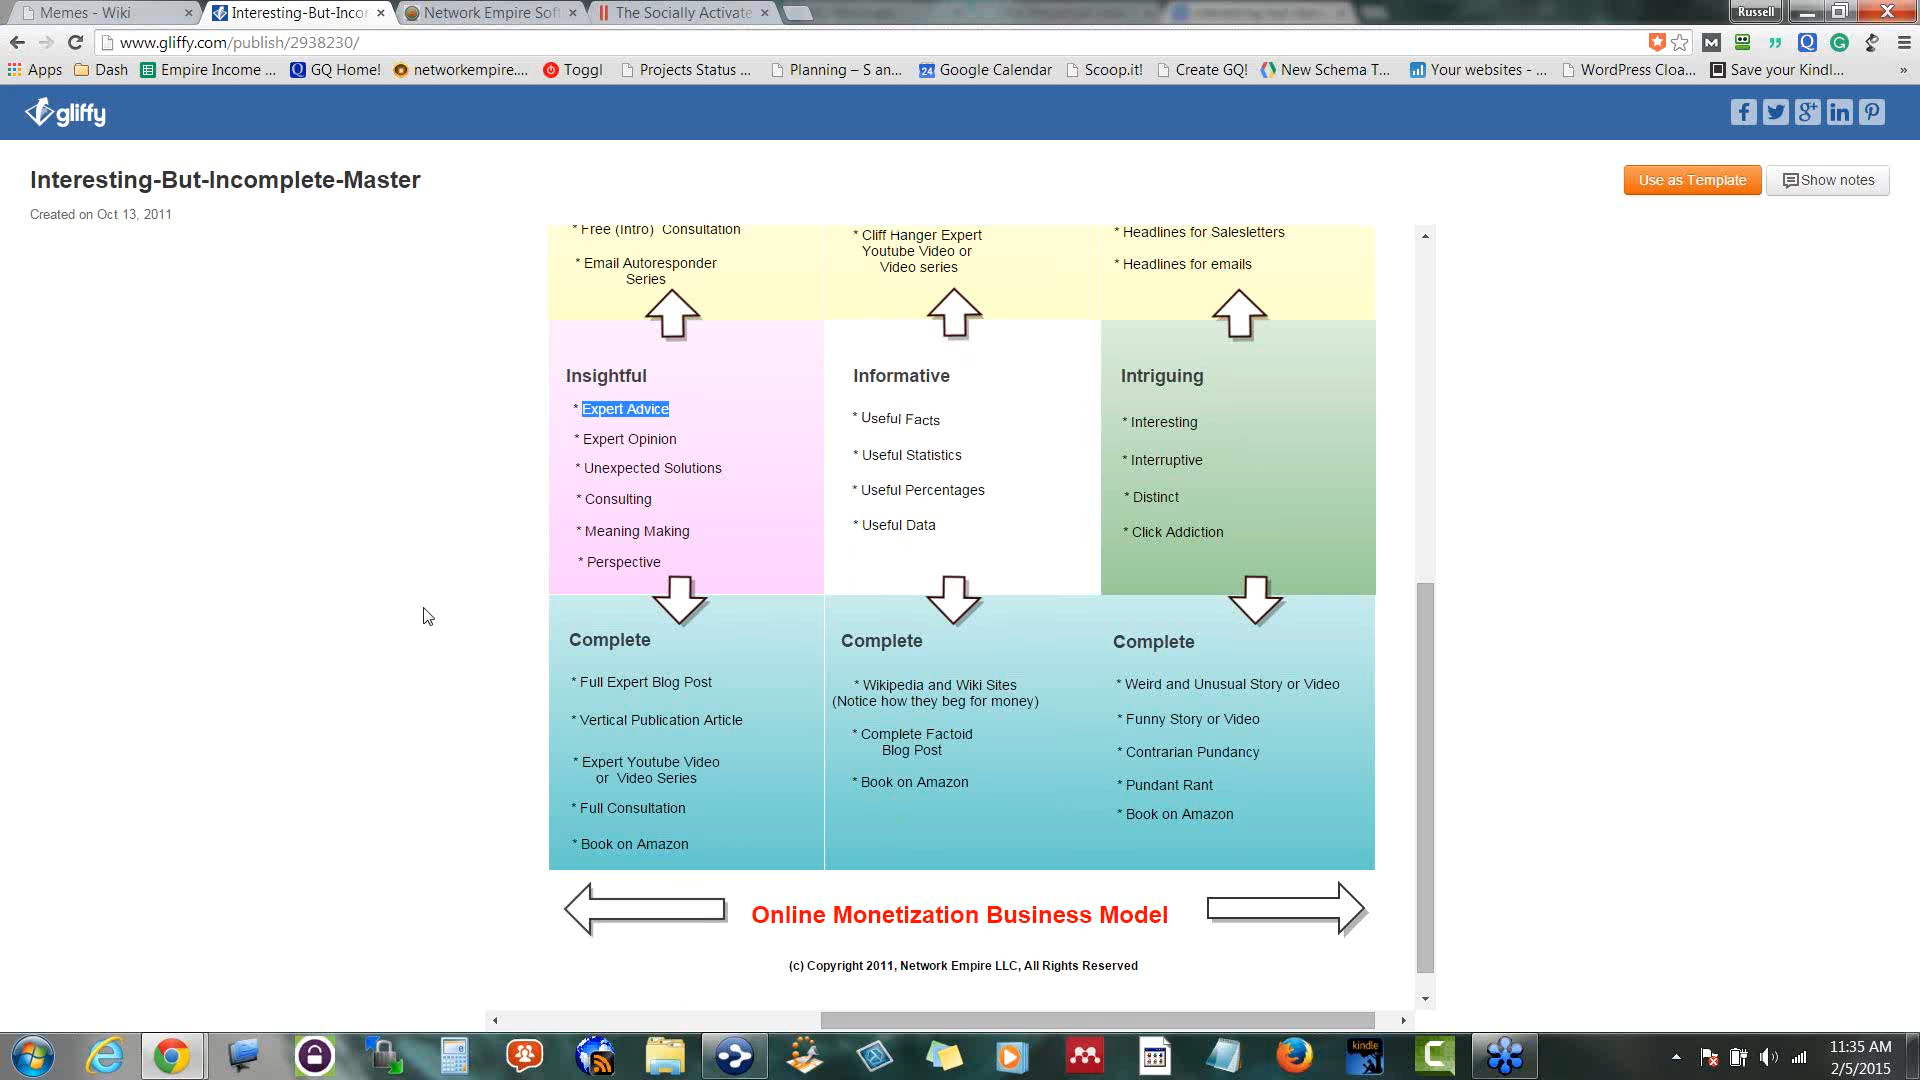 Memes - Wiki
Interesting-But-Incor
Network Empire Soft
The Socially Activate
Russell
www.gliffy.com/publish/2938230/
Apps
Dash
Empire Income ...
GQ Home!
networkempire....
Toggl
Projects Status ...
Planning – S an...
Google Calendar
Scoop.it!
Create GQ!
New Schema T...
Your websites - ...
WordPress Cloa...
Save your Kindl...
gliffy
Interesting-But-Incomplete-Master
Created on Oct 13, 2011
Use as Template
Show notes
* Free (Intro) Consultation
* Email Autoresponder
Series
* Cliff Hanger Expert
Youtube Video or
Video series
* Headlines for Salesletters
* Headlines for emails
Insightful
* Expert Advice
* Expert Opinion
* Unexpected Solutions
* Consulting
* Meaning Making
* Perspective
Informative
* Useful Facts
* Useful Statistics
* Useful Percentages
* Useful Data
Intriguing
* Interesting
* Interruptive
* Distinct
* Click Addiction
Complete
* Full Expert Blog Post
* Vertical Publication Article
* Expert Youtube Video
or Video Series
* Full Consultation
* Book on Amazon
Complete
* Wikipedia and Wiki Sites
(Notice how they beg for money)
* Complete Factoid
Blog Post
* Book on Amazon
Complete
* Weird and Unusual Story or Video
* Funny Story or Video
* Contrarian Pundancy
* Pundant Rant
* Book on Amazon
Online Monetization Business Model
(c) Copyright 2011, Network Empire LLC, All Rights Reserved
kindle
11:35 AM
2/5/2015